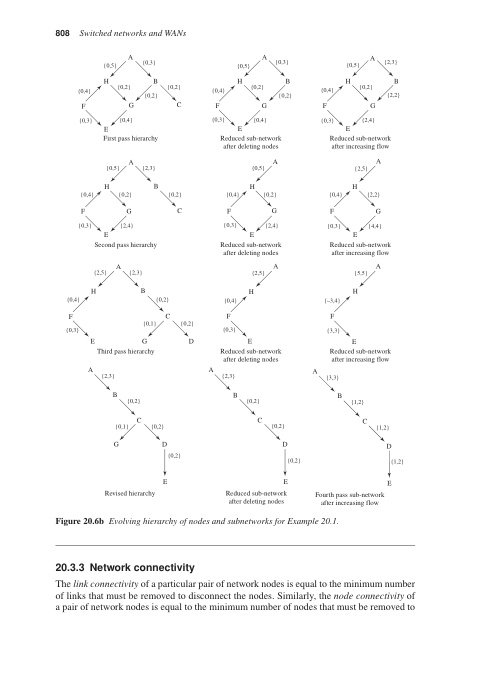 808 Switched networks and WANs
A A A
{0,5} {0,3} {0,5} {0,3} {0,5} {2,3}
H B H B H B
{0,4} {0,2} {0,2} {0,4} {0,2} {0,4} {0,2}
{0,2} {0,2} {2,2}
F G C F G F G
{0,3} {0,4} {0,3} {0,4} {0,3} {2,4}
E E E
First pass hierarchy Reduced sub-network Reduced sub-network
after deleting nodes after increasing flow
A A A
{0,5} {2,3} {0,5} {2,5}
H B H H
{0,4} {0,2} {0,2} {0,4} {0,2} {0,4} {2,2}
F G C F G F G
{0,3} {2,4} {0,3} {2,4} {0,3} {4,4}
E E E
Second pass hierarchy Reduced sub-network Reduced sub-network
after deleting nodes after increasing flow
A A A
{2,5} {2,3} {2,5} {5,5}
H B H H
{0,4} {0,2} {0,4} {–3,4}
F C F F
{0,3} {0,1} {0,2} {0,3} {3,3}
E G D E E
Third pass hierarchy Reduced sub-network Reduced sub-network
after deleting nodes after increasing flow
A A A
{2,3} {2,3} {3,3}
B B B
{0,2} {0,2} {1,2}
C C C
{0,1} {0,2} {0,2} {1,2}
G D D D
{0,2} {0,2} {1,2}
E E E
Revised hierarchy Reduced sub-network Fourth pass sub-network
after deleting nodes after increasing flow
Figure 20.6b Evolving hierarchy of nodes and subnetworks for Example 20.1.
20.3.3 Network connectivity
The link connectivity of a particular pair of network nodes is equal to the minimum number
of links that must be removed to disconnect the nodes. Similarly, the node connectivity of
a pair of network nodes is equal to the minimum number of nodes that must be removed to